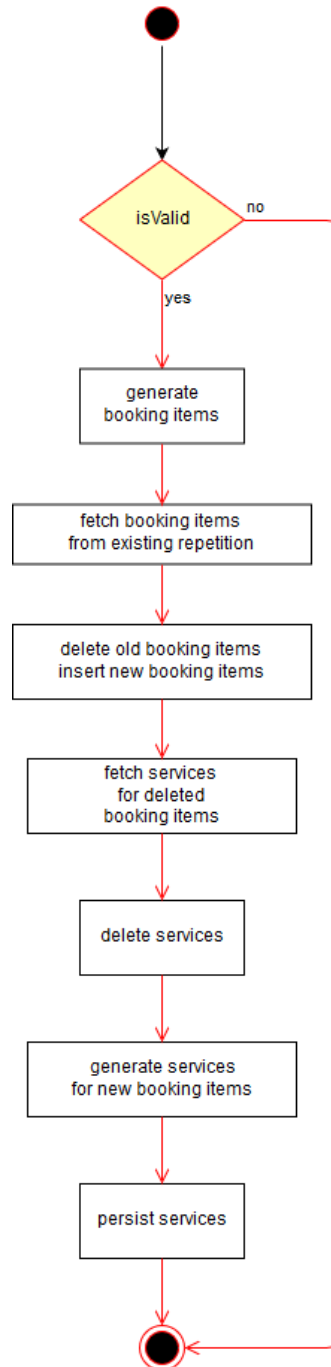 isValid
no
yes
generate
booking items
fetch booking items
from existing repetition
delete old booking items
insert new booking items
fetch services
for deleted
booking items
delete services
generate services
for new booking items
persist services